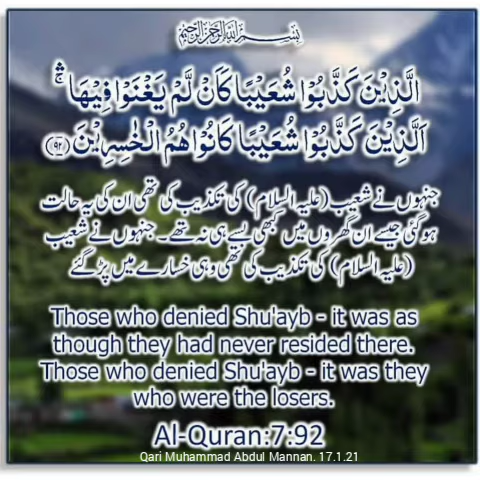 بِسْمِ اللهِ الرَّحْمٰنِ الرَّحِيْمِ
الَّذِيْنَ كَذَّبُوْا شُعَيْبًا كَاَنْ لَّمْ يَغْنَوْا فِيْهَا ۛۚ
اَلَّذِيْنَ كَذَّبُوْا شُعَيْبًا كَانُوْا هُمُ الْخٰسِرِيْنَ ﴿٩٢﴾
جنہوں نے شعیب (علیہ السلام) کی تکذیب کی تھی ان کی یہ حالت
ہوگئی جیسے ان گھروں میں کبھی بسے ہی نہ تھے۔ جنہوں نے شعیب
(علیہ السلام) کی تکذیب کی تھی وہی خسارے میں پڑ گئے
Those who denied Shu'ayb - it was as
though they had never resided there.
Those who denied Shu'ayb - it was they
who were the losers.
Al-Quran:7:92
Qari Muhammad Abdul Mannan. 17.1.21